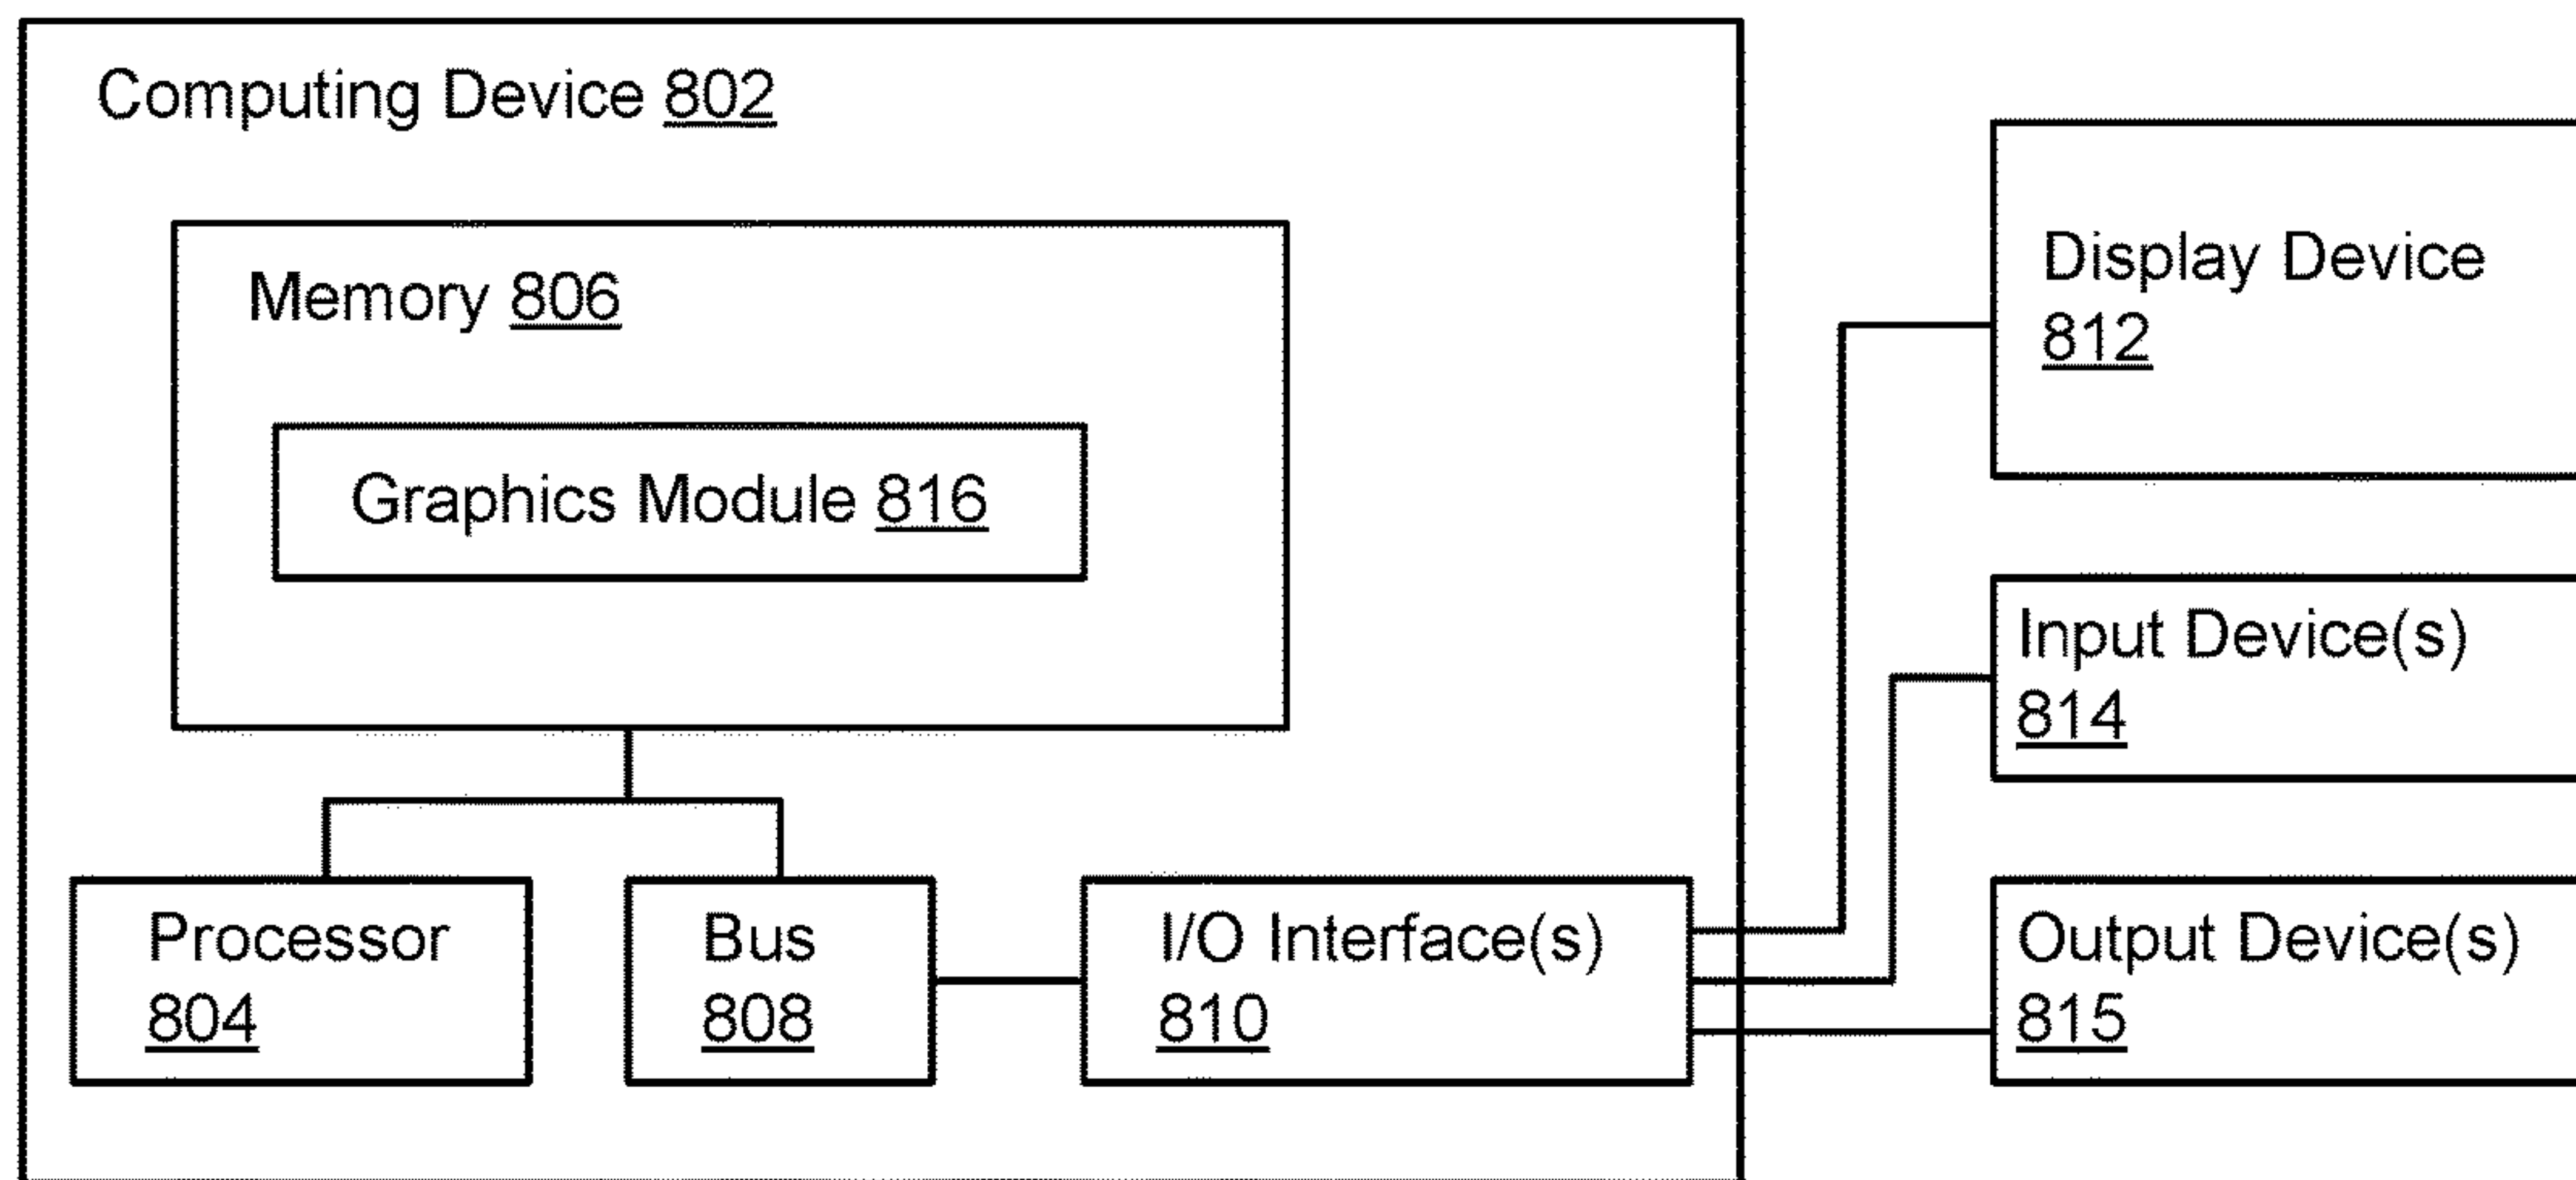 Computing Device 802
Memory 806
Graphics Module 816
Processor
804
Bus
808
I/O Interface(s)
810
Display Device
812
Input Device(s)
814
Output Device(s)
815